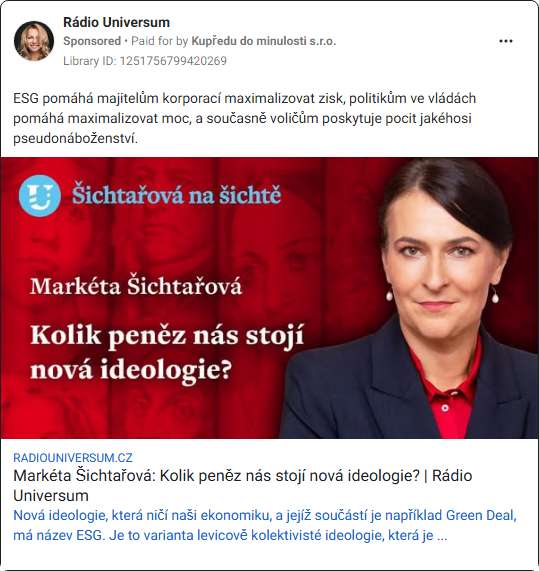 Rádio Universum
Sponsored • Paid for by Kupředu do minulosti s.r.o.
Library ID: 1251756799420269
ESG pomáhá majitelům korporací maximalizovat zisk, politikům ve vládách
pomáhá maximalizovat moc, a současně voličům poskytuje pocit jakéhosi
pseudonáboženství.
U Šichtařová na šichtě
Markéta Šichtařová
Kolik peněz nás stojí
nová ideologie?
RADIOUNIVERSUM.CZ
Markéta Šichtařová: Kolik peněz nás stojí nová ideologie? | Rádio
Universum
Nová ideologie, která ničí naši ekonomiku, a jejíž součástí je například Green Deal,
má název ESG. Je to varianta levicově kolektivisté ideologie, která je ...